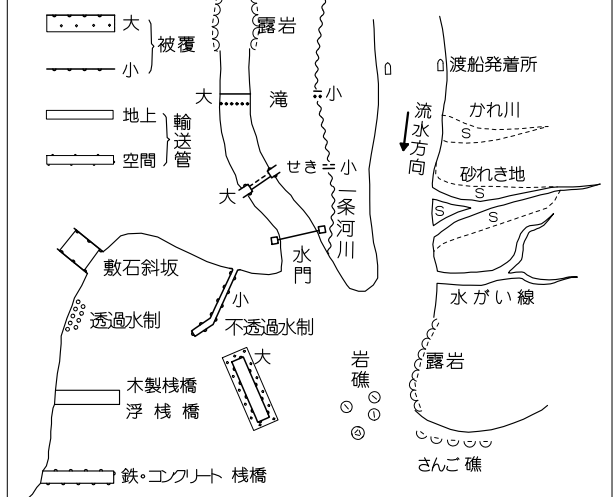 大
小
被覆
地上
空間
輸送管
露岩
大
滝
小
せき
小
大
一条河川
水門
渡船発着所
流水方向
かれ川
S
砂れき地
S
S
S
水がい線
敷石斜坂
透過水制
小
不透過水制
大
岩礁
露岩
木製桟橋
浮桟橋
鉄・コンクリート桟橋
さんご礁